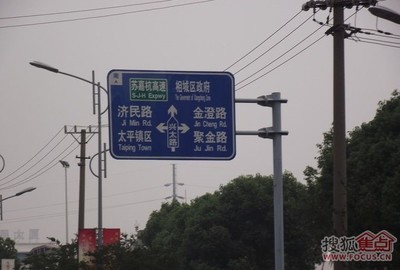 南
苏嘉杭高速
S-J-H Expwy
相城区政府
The Government of Xiangcheng Dist.
济民路
Ji Min Rd.
金澄路
Jin Cheng Rd.
兴太路
太平镇区
Taiping Town
聚金路
Ju Jin Rd.
搜狐焦点
WWW.FOCUS.CN